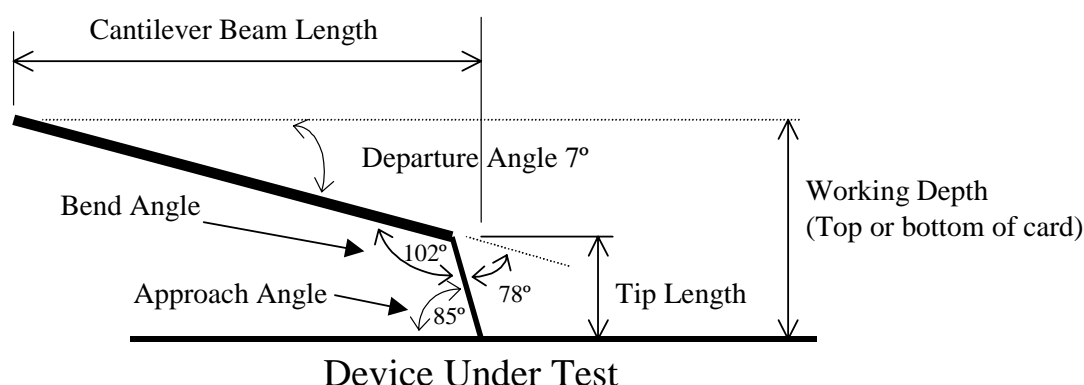 Cantilever Beam Length
Departure Angle 7º
Bend Angle
Working Depth
(Top or bottom of card)
102º
78º
Tip Length
Approach Angle
85º
Device Under Test